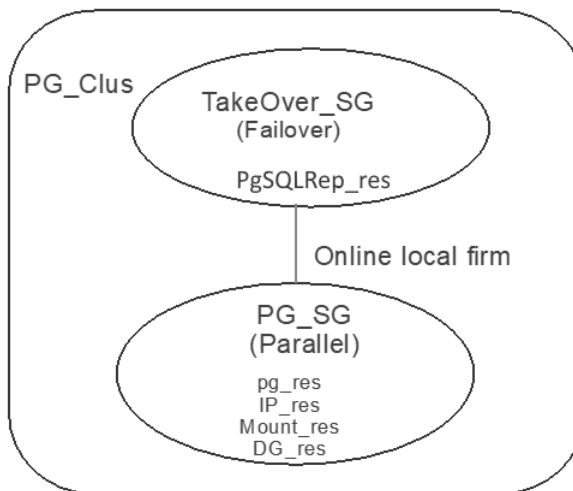 PG_Clus
TakeOver_SG
(Failover)
PgSQLRep_res
Online local firm
PG_SG
(Parallel)
pg_res
IP_res
Mount_res
DG_res